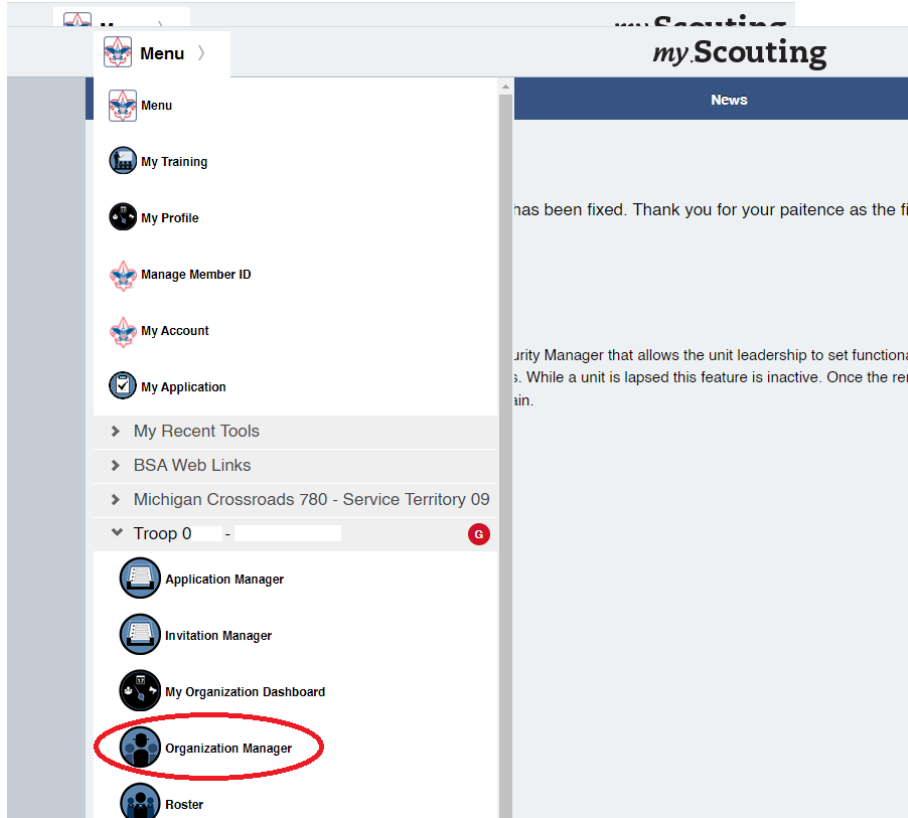 my.Scouting
Menu
my.Scouting
News
Menu
My Training
My Profile
has been fixed. Thank you for your paitence as the fi
Manage Member ID
My Account
urity Manager that allows the unit leadership to set functiona
s. While a unit is lapsed this feature is inactive. Once the rer
My Application
ain.
My Recent Tools
BSA Web Links
Michigan Crossroads 780 - Service Territory 09
Troop 0 -
G
Application Manager
Invitation Manager
My Organization Dashboard
Organization Manager
Roster